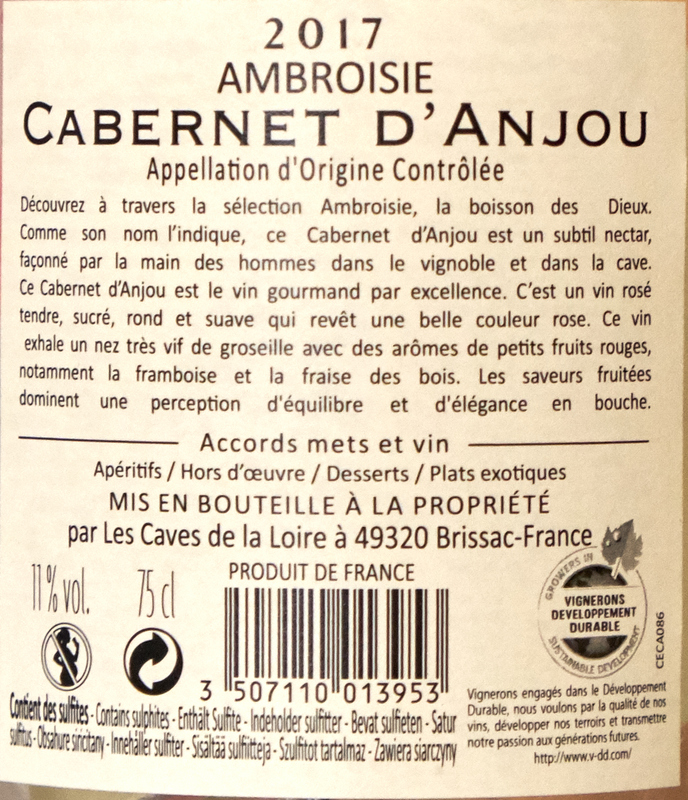 2017
AMBROISIE
CABERNET D'ANJOU
Appellation d'Origine Contrôlée
Découvrez à travers la sélection Ambroisie, la boisson des Dieux.
Comme son nom l'indique, ce Cabernet d'Anjou est un subtil nectar,
façonné par la main des hommes dans le vignoble et dans la cave.
Ce Cabernet d'Anjou est le vin gourmand par excellence. C'est un vin rosé
tendre, sucré, rond et suave qui revêt une belle couleur rose. Ce vin
exhale un nez très vif de groseille avec des arômes de petits fruits rouges,
notamment la framboise et la fraise des bois. Les saveurs fruitées
dominent une perception d'équilibre et d'élégance en bouche.
Accords mets et vin
Apéritifs / Hors d'œuvre / Desserts / Plats exotiques
MIS EN BOUTEILLE À LA PROPRIÉTÉ
par Les Caves de la Loire à 49320 Brissac-France
11 % vol. 75 cl
PRODUIT DE FRANCE
3 507110 013953
GROWERS IN
VIGNERONS
DEVELOPPEMENT
DURABLE
SUSTAINABLE DEVELOPMENT
CECA086
Contient des sulfites - Contains sulphites - Enthält Sulfite - Indeholder sulfitter - Bevat sulfieten - Satur
sulfitus - Obsahure siricitany - Innehåller sulfiter - Sisältää sulfiitteja - Szulfitot tartalmaz - Zawiera siarczyny
Vignerons engagés dans le Développement
Durable, nous voulons par la qualité de nos
vins, développer nos terroirs et transmettre
notre passion aux générations futures.
http://www.v-dd.com/